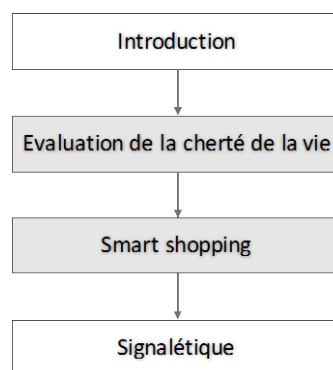 Introduction
Evaluation de la cherté de la vie
Smart shopping
Signalétique